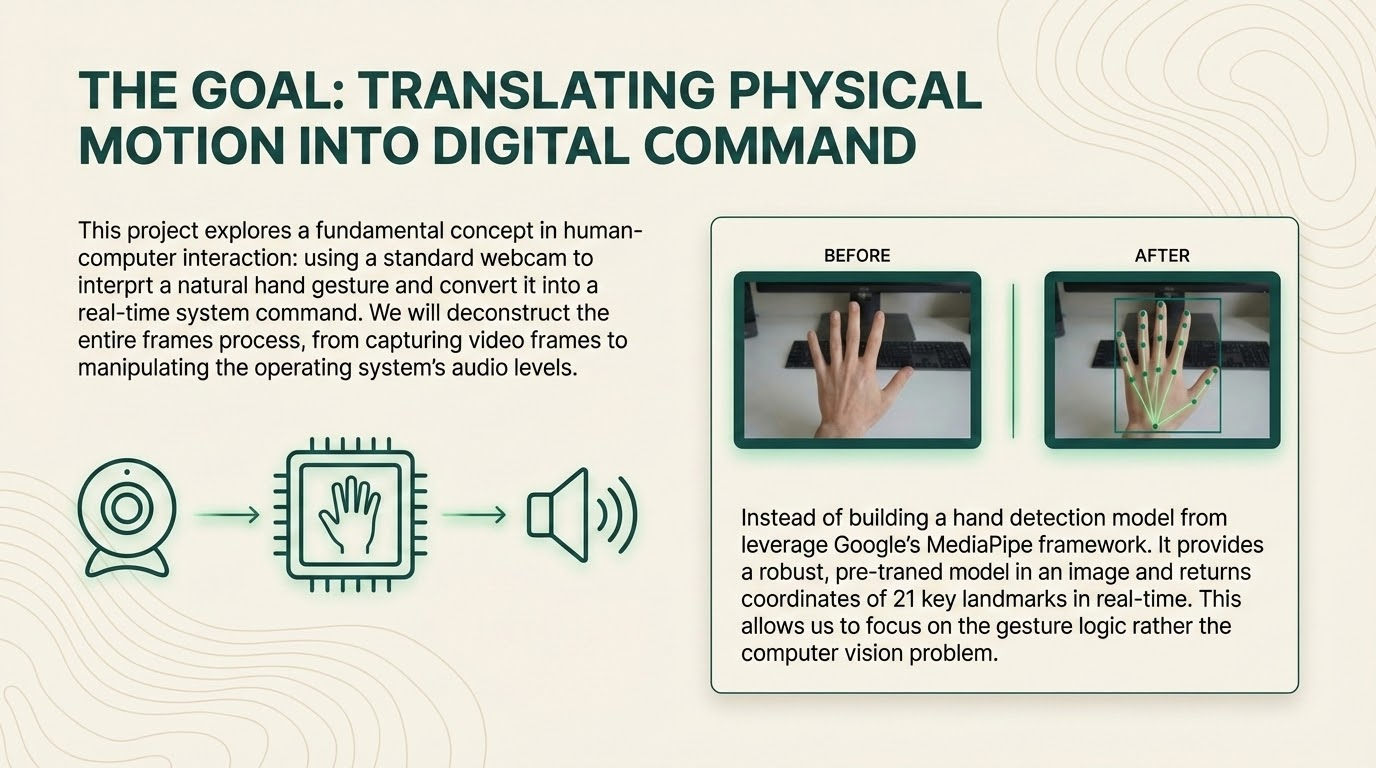 THE GOAL: TRANSLATING PHYSICAL
MOTION INTO DIGITAL COMMAND
This project explores a fundamental concept in human-
computer interaction: using a standard webcam to
interprt a natural hand gesture and convert it into a
real-time system command. We will deconstruct the
entire frames process, from capturing video frames to
manipulating the operating system's audio levels.
BEFORE
AFTER
Instead of building a hand detection model from
leverage Google's MediaPipe framework. It provides
a robust, pre-traned model in an image and returns
coordinates of 21 key landmarks in real-time. This
allows us to focus on the gesture logic rather the
computer vision problem.